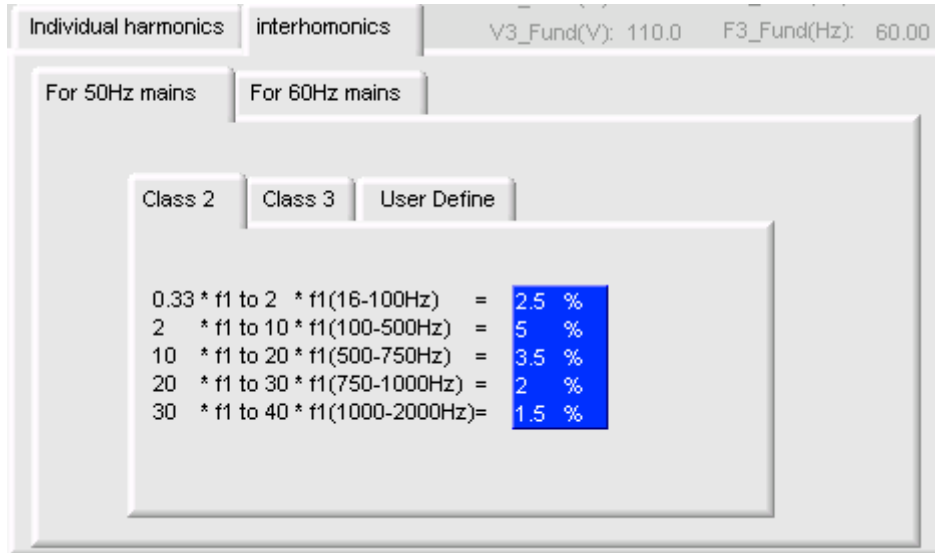 Individual harmonics interhomonics
V3_Fund(V): 110.0 F3_Fund(Hz): 60.00
For 50Hz mains For 60Hz mains
Class 2 Class 3 User Define
0.33 * f1 to 2 * f1(16-100Hz) = 2.5 %
2 * f1 to 10 * f1(100-500Hz) = 5 %
10 * f1 to 20 * f1(500-750Hz) = 3.5 %
20 * f1 to 30 * f1(750-1000Hz) = 2 %
30 * f1 to 40 * f1(1000-2000Hz)= 1.5 %